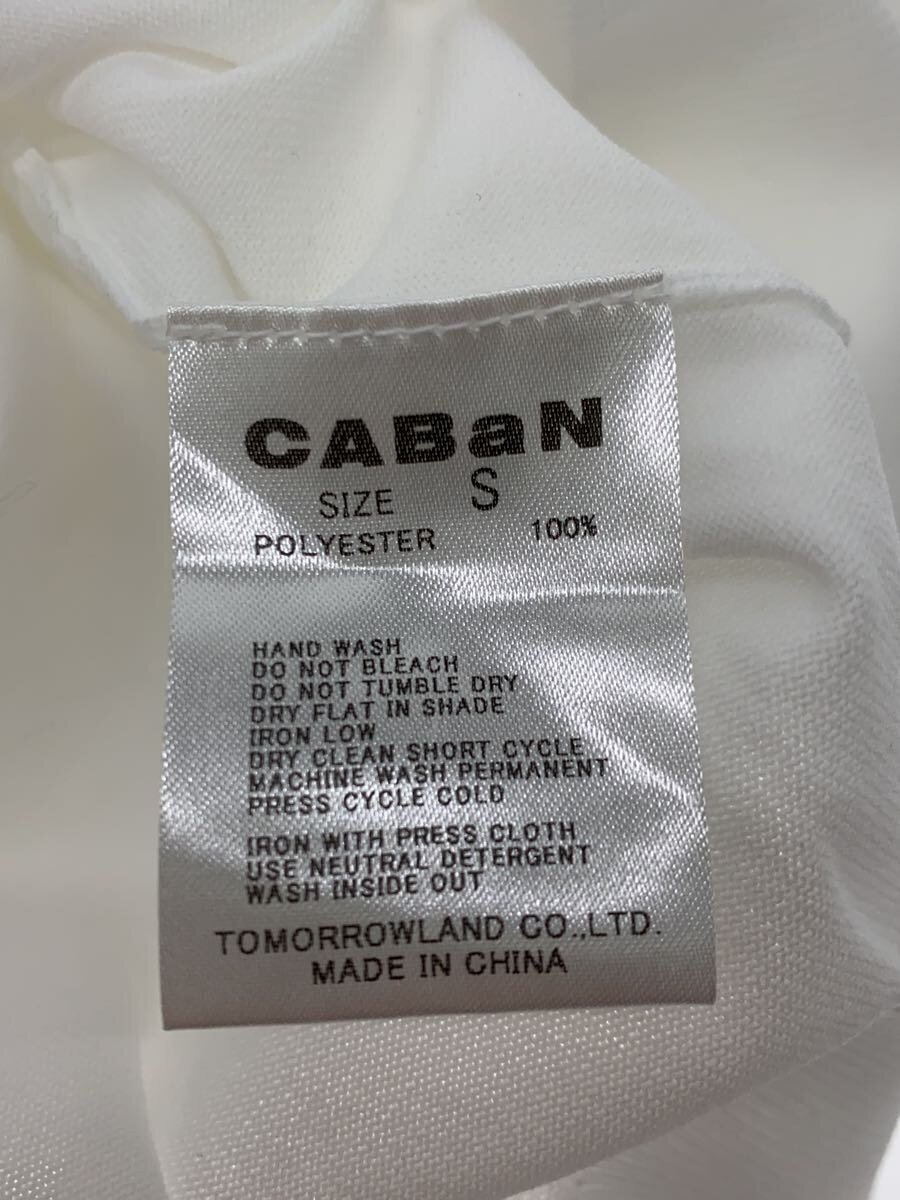 CABaN
SIZE S
POLYESTER 100%
HAND WASH
DO NOT BLEACH
DO NOT TUMBLE DRY
DRY FLAT IN SHADE
IRON LOW
DRY CLEAN SHORT CYCLE
MACHINE WASH PERMANENT
PRESS CYCLE COLD
IRON WITH PRESS CLOTH
USE NEUTRAL DETERGENT
WASH INSIDE OUT
TOMORROWLAND CO.,LTD.
MADE IN CHINA